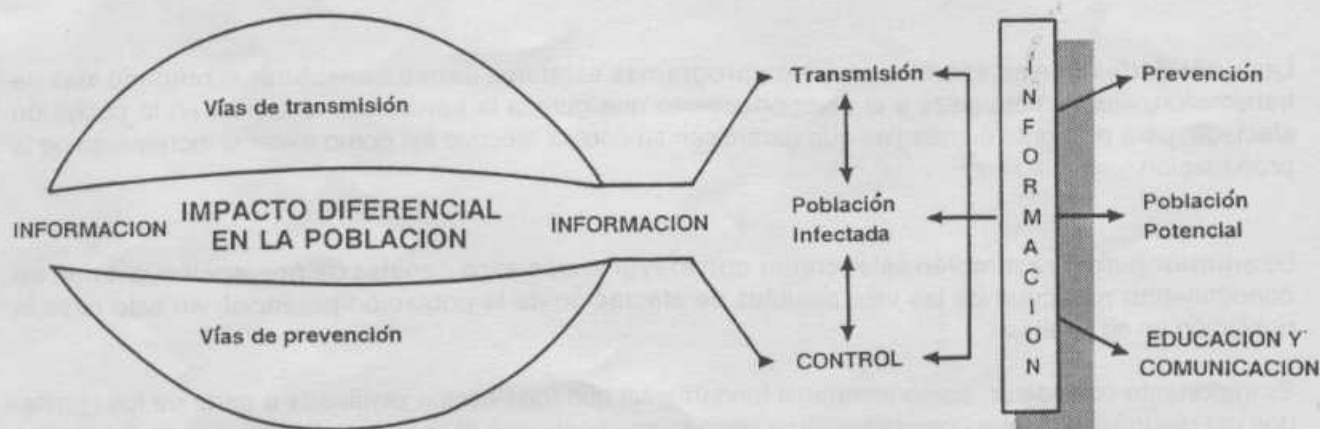 Vías de transmisión
INFORMACION
IMPACTO DIFERENCIAL
EN LA POBLACION
INFORMACION
Vías de prevención
Transmisión
Población
Infectada
CONTROL
INFORMACION
Prevención
Población
Potencial
EDUCACION Y
COMUNICACION